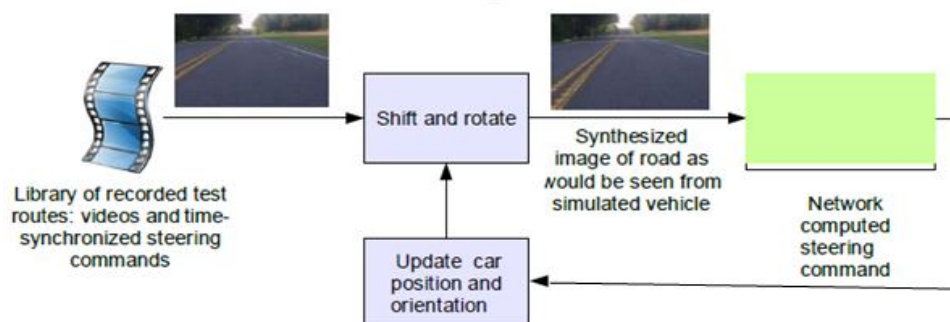 Shift and rotate
Library of recorded test
routes: videos and time-
synchronized steering
commands
Synthesized
image of road as
would be seen from
simulated vehicle
Network
computed
steering
command
Update car
position and
orientation